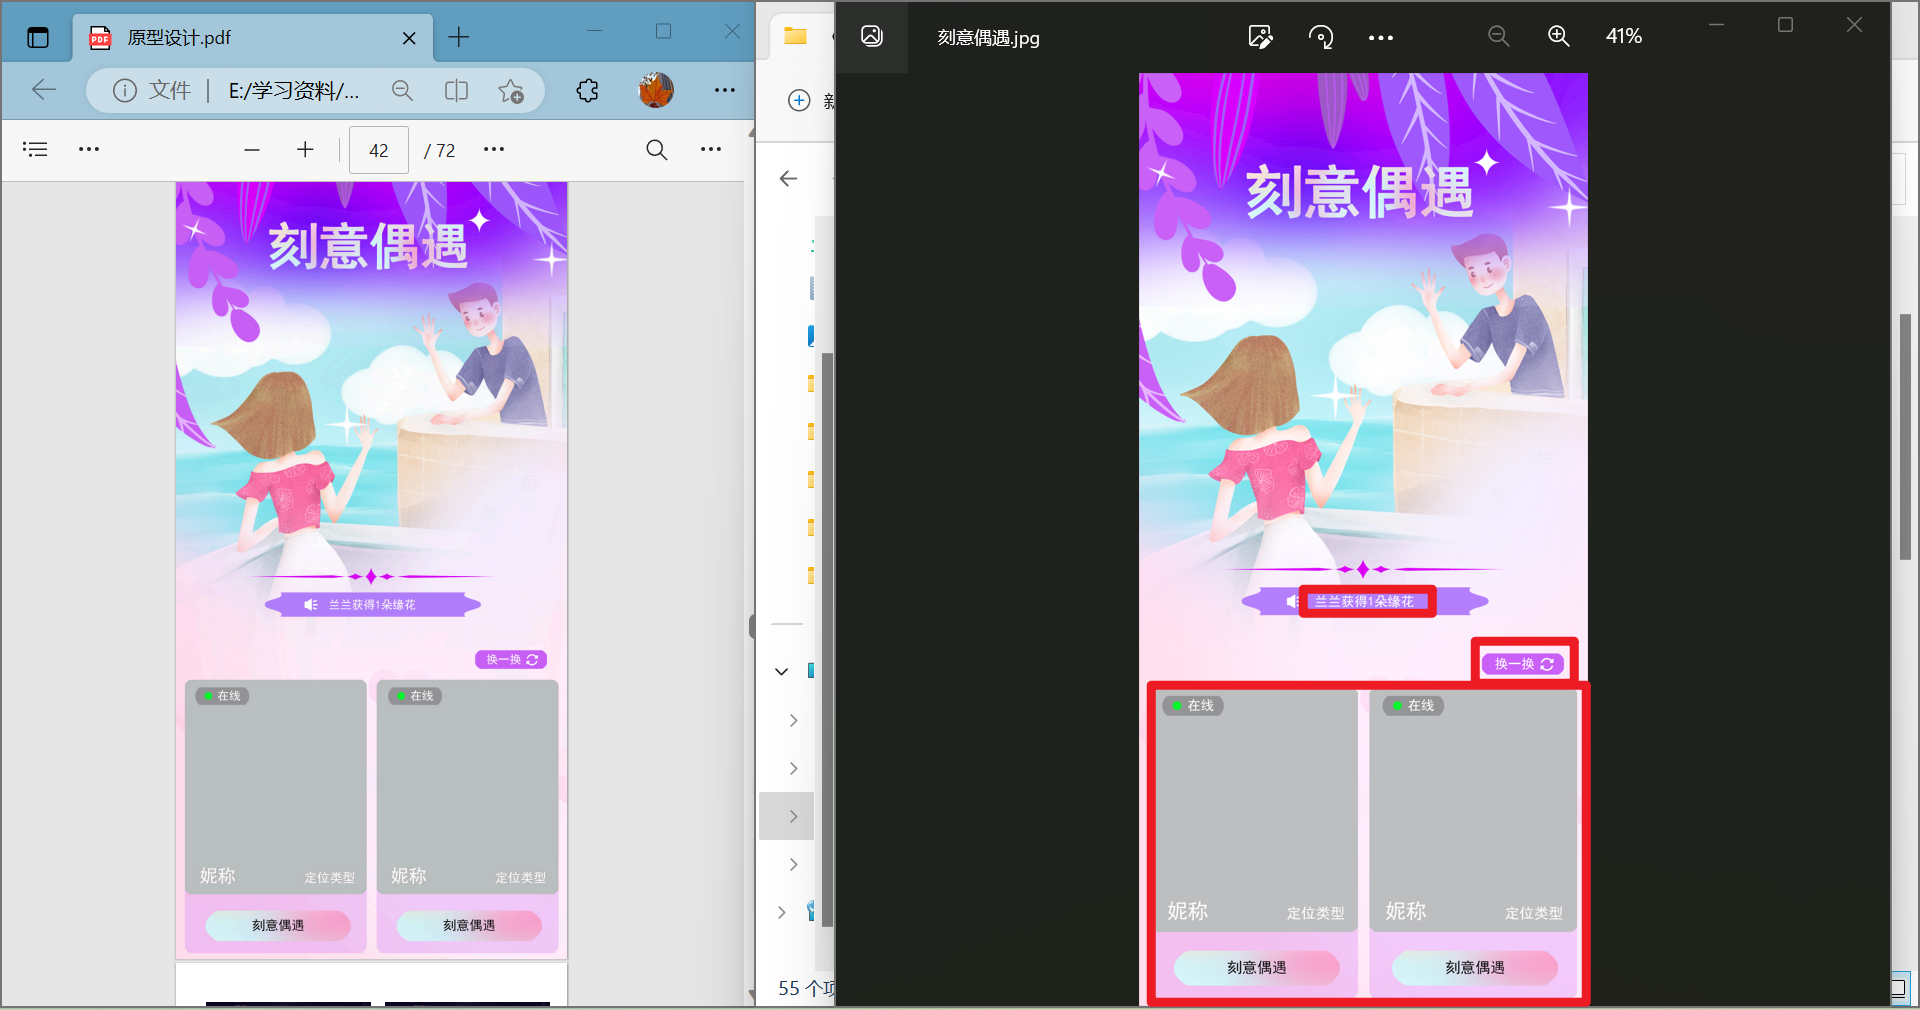 原型设计.pdf
文件
E:/学习资料/...
42
/ 72
刻意偶遇
兰兰获得1朵缘花
换一换
在线
在线
妮称
定位类型
妮称
定位类型
刻意偶遇
刻意偶遇
新
55 个项
刻意偶遇.jpg
41%
刻意偶遇
兰兰获得1朵缘花
换一换
在线
在线
妮称
定位类型
妮称
定位类型
刻意偶遇
刻意偶遇